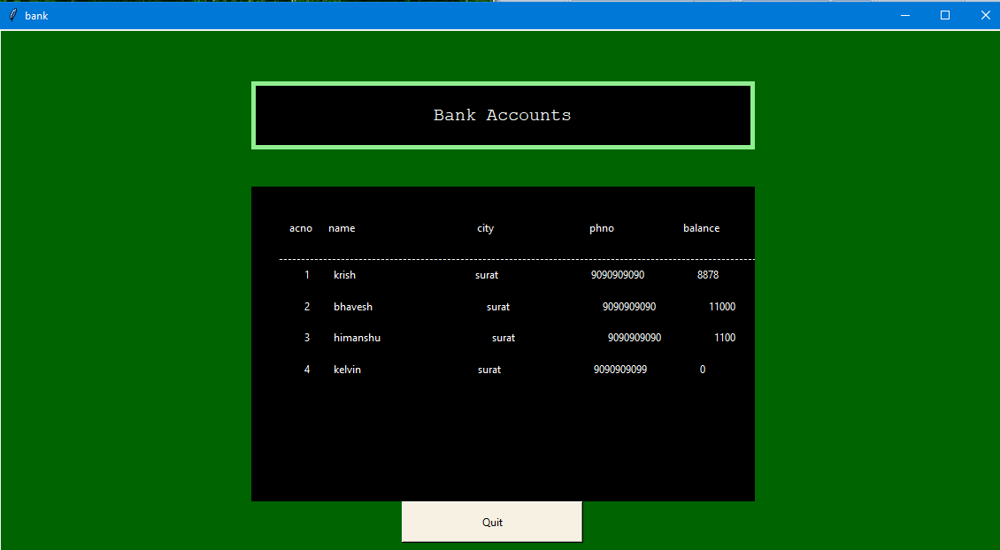 bank
Bank Accounts
acno name city phno balance
--------------------------------------------------------------------------------------------------------------
1 krish surat 9090909090 8878
2 bhavesh surat 9090909090 11000
3 himanshu surat 9090909090 1100
4 kelvin surat 9090909099 0
Quit